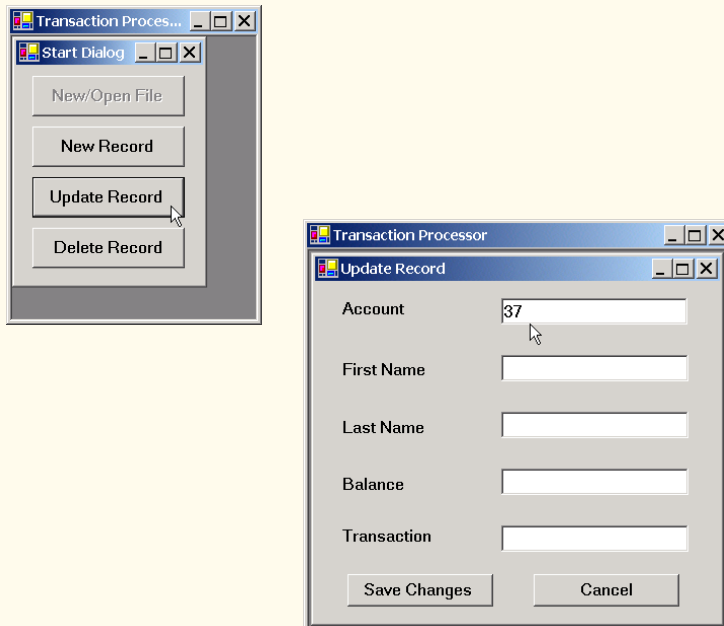 Transaction Proces...
Start Dialog
New/Open File
New Record
Update Record
Delete Record
Transaction Processor
Update Record
Account 37
First Name
Last Name
Balance
Transaction
Save Changes Cancel